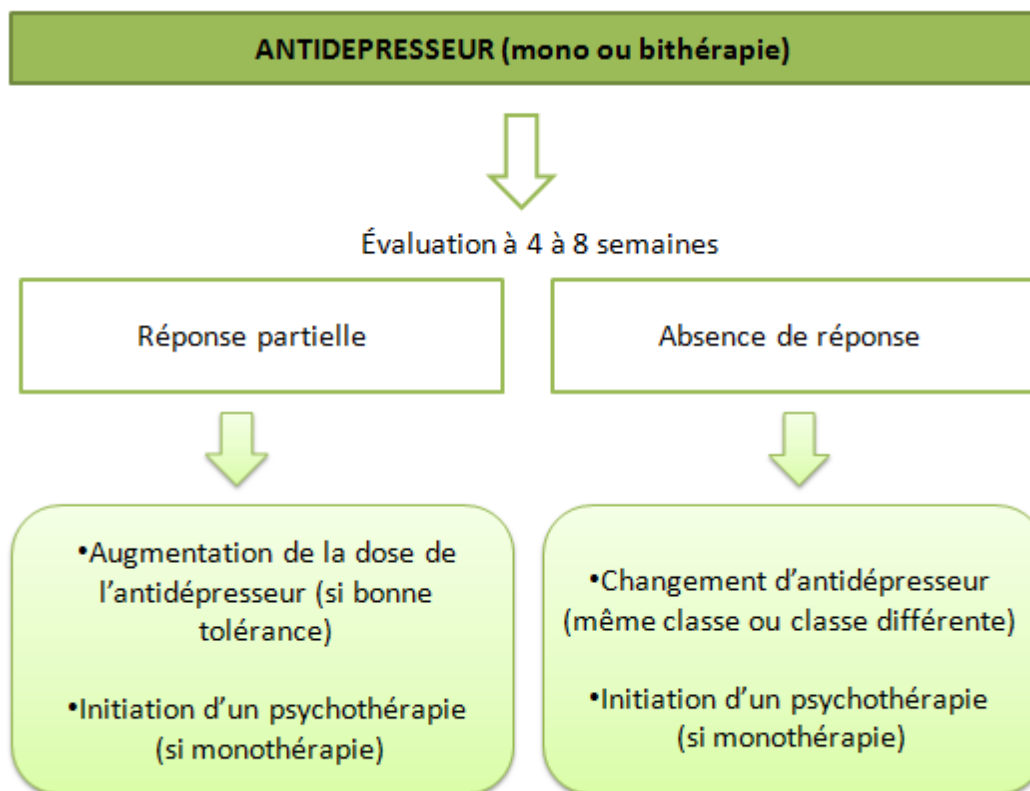 ANTIDEPRESSEUR (mono ou bithérapie)
Évaluation à 4 à 8 semaines
Réponse partielle
Absence de réponse
•Augmentation de la dose de
l’antidépresseur (si bonne
tolérance)
•Initiation d’un psychothérapie
(si monothérapie)
•Changement d’antidépresseur
(même classe ou classe différente)
•Initiation d’un psychothérapie
(si monothérapie)